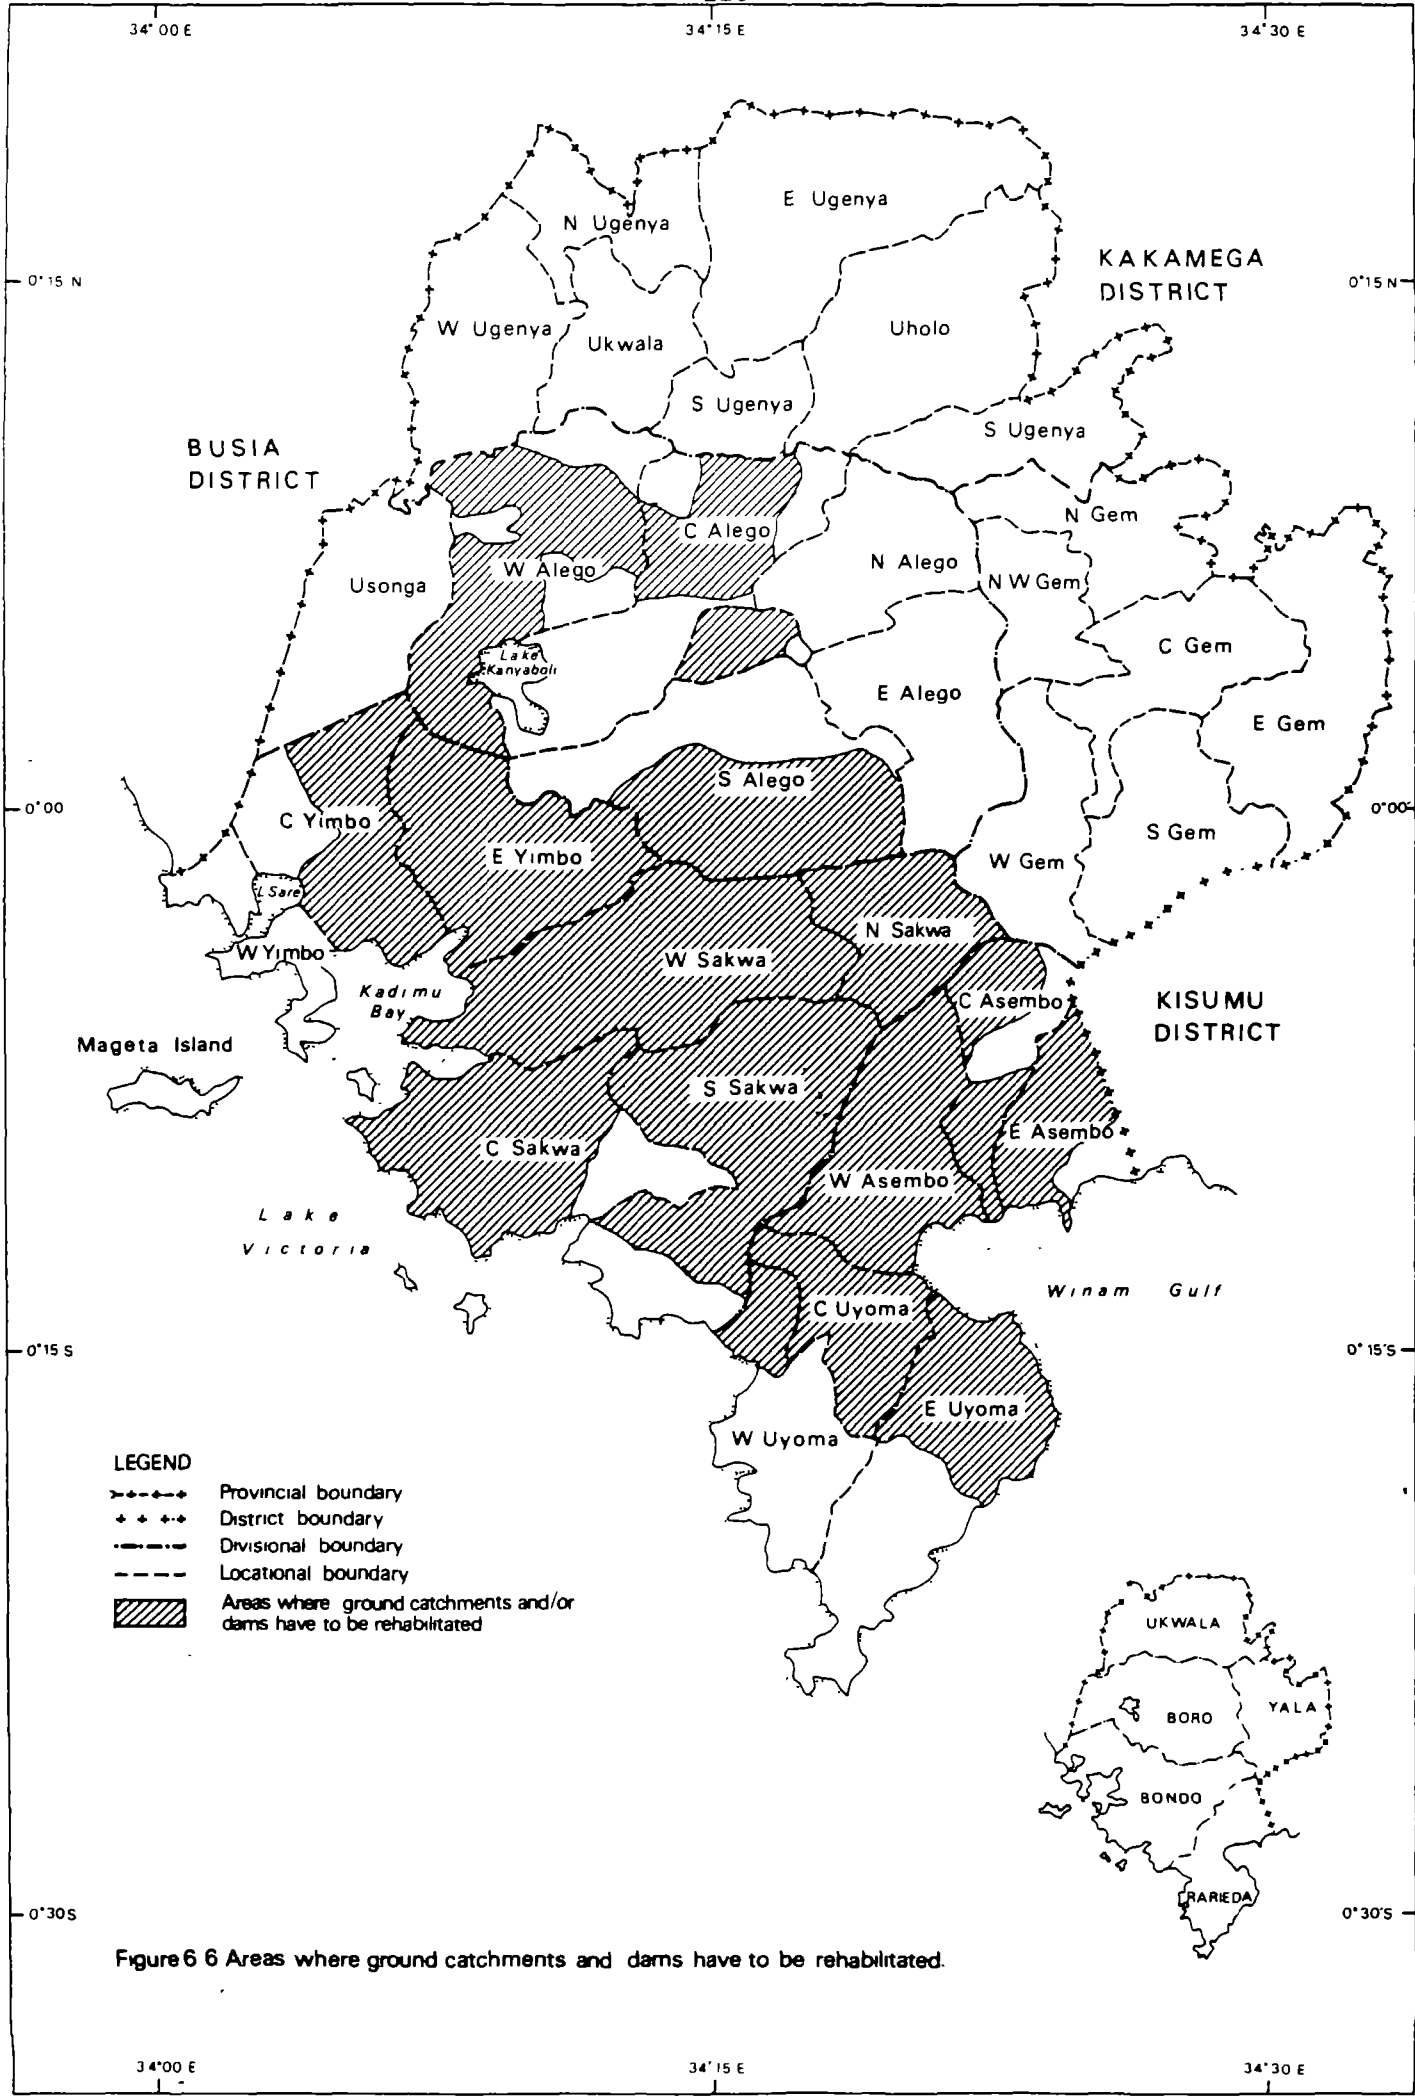 34°00 E
34°15 E
34°30 E
E Ugenya
N Ugenya
KAKAMEGA
DISTRICT
0°15 N
0°15 N
W Ugenya
Ukwala
Uholo
S Ugenya
S Ugenya
BUSIA
DISTRICT
N Gem
C Alego
N Alego
W Alego
N W Gem
Usonga
C Gem
Lake
Kanyaboli
E Alego
E Gem
S Alego
0°00
0°00
C Yimbo
S Gem
E Yimbo
W Gem
L Sare
N Sakwa
W Yimbo
W Sakwa
Kadimu
Bay
C Asembo
KISUMU
DISTRICT
Mageta Island
S Sakwa
E Asembo
C Sakwa
W Asembo
Lake
Victoria
Winam Gulf
C Uyoma
0°15 S
0°15'S
E Uyoma
W Uyoma
LEGEND
Provincial boundary
District boundary
Divisional boundary
Locational boundary
Areas where ground catchments and/or
dams have to be rehabilitated
UKWALA
YALA
BORO
BONDO
RARIEDA
0°30S
0°30'S
Figure 6 6 Areas where ground catchments and dams have to be rehabilitated.
34°00 E
34°15 E
34°30 E